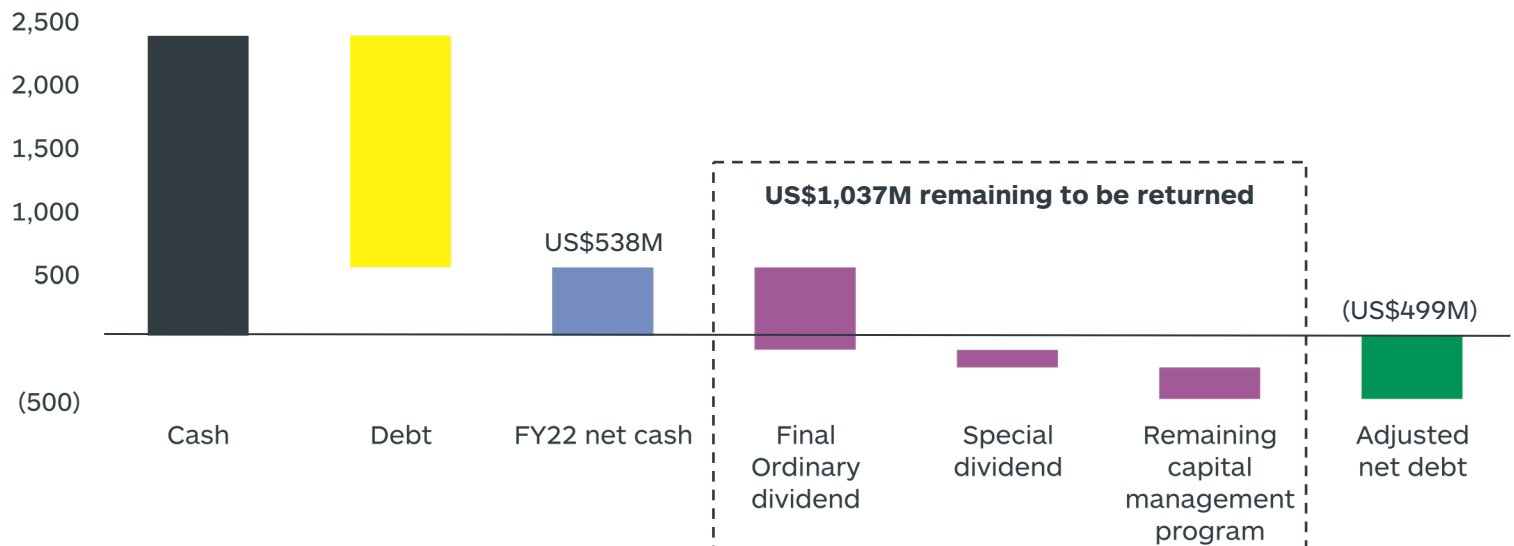 2,500
2,000
1,500
1,000
500
(500)
US$538M
US$1,037M remaining to be returned
(US$499M)
Cash
Debt
FY22 net cash
Final
Ordinary
dividend
Special
dividend
Remaining
capital
management
program
Adjusted
net debt